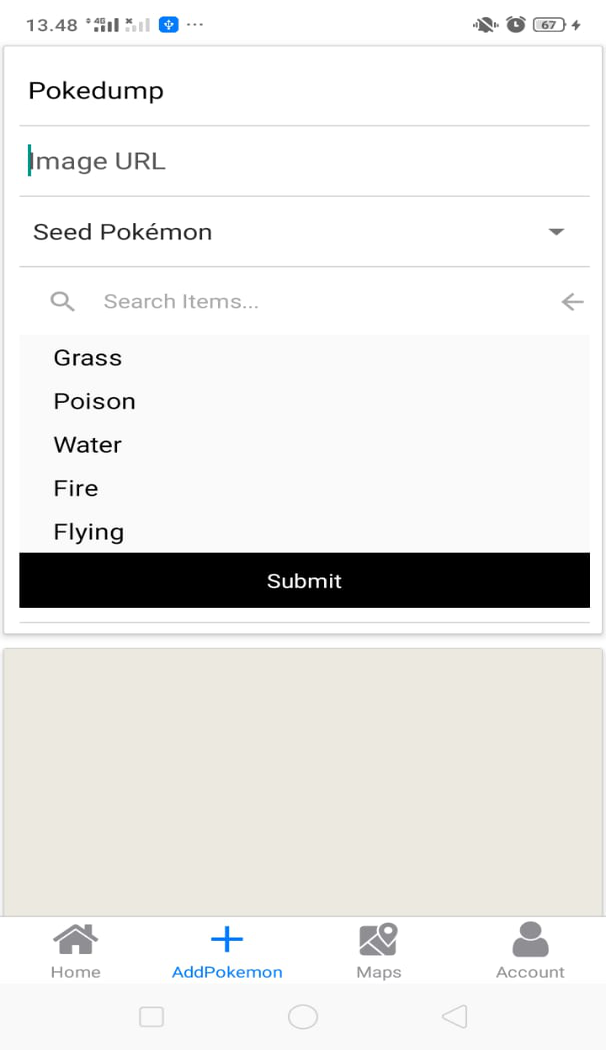 13.48 4G 67
Pokedump
Image URL
Seed Pokémon
Search Items...
Grass
Poison
Water
Fire
Flying
Submit
Home AddPokemon Maps Account